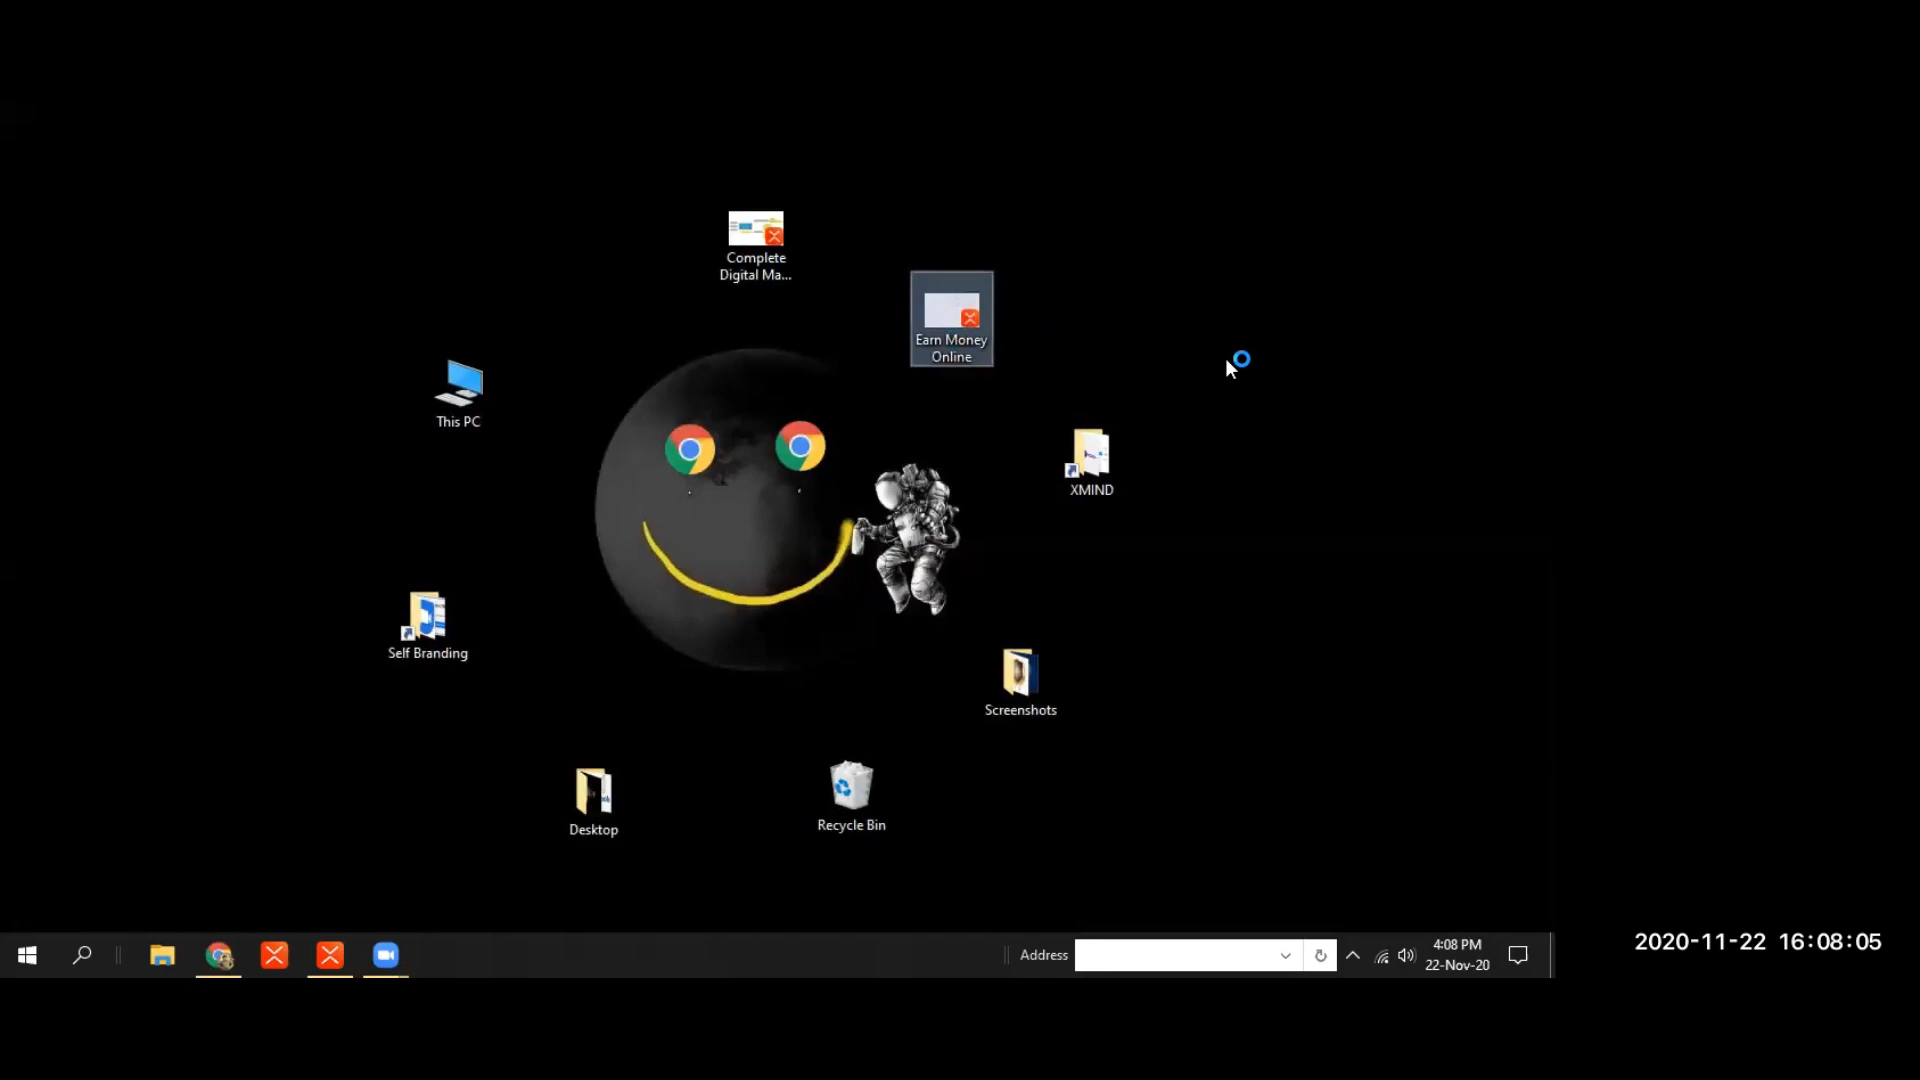 Complete
Digital Ma...
Earn Money
Online
This PC
XMIND
Self Branding
Screenshots
Desktop
Recycle Bin
Address
4:08 PM
22-Nov-20
2020-11-22 16:08:05